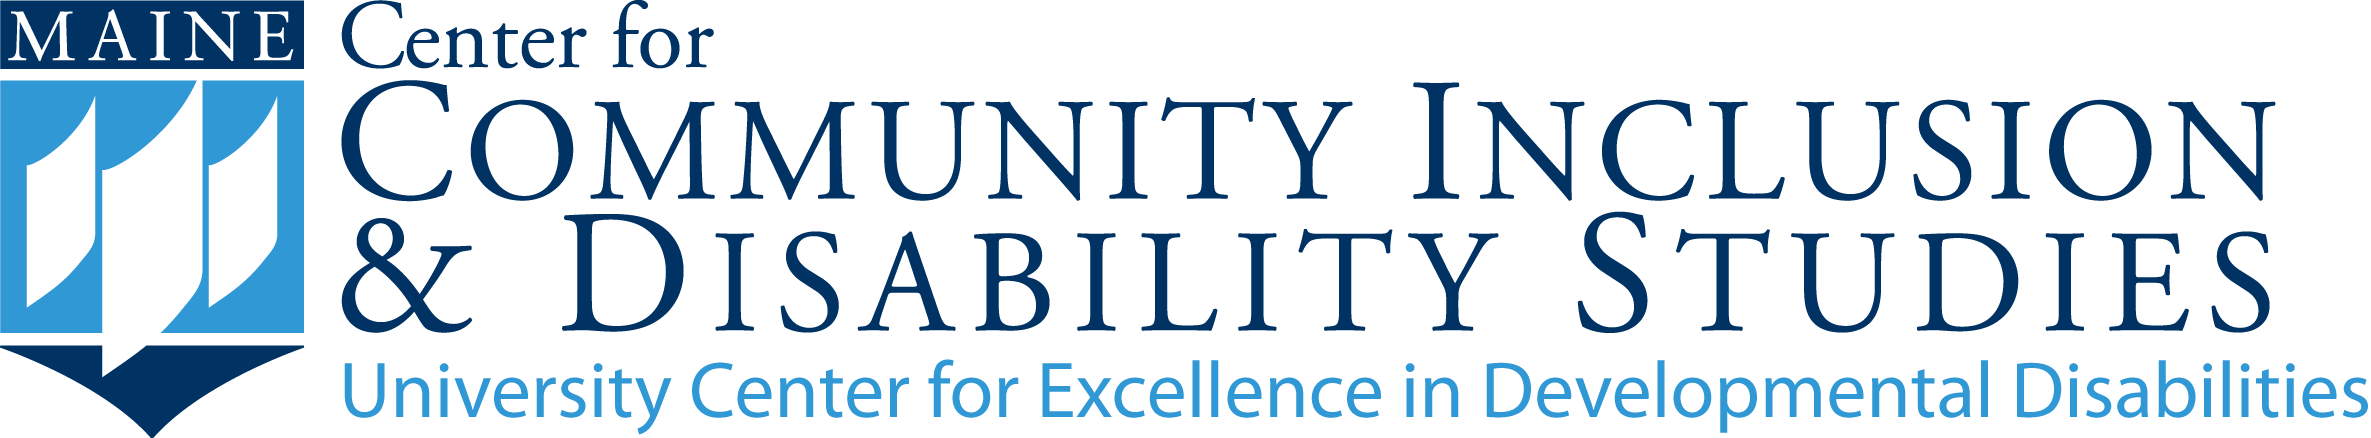 MAINE
Center for
COMMUNITY INCLUSION
& DISABILITY STUDIES
University Center for Excellence in Developmental Disabilities